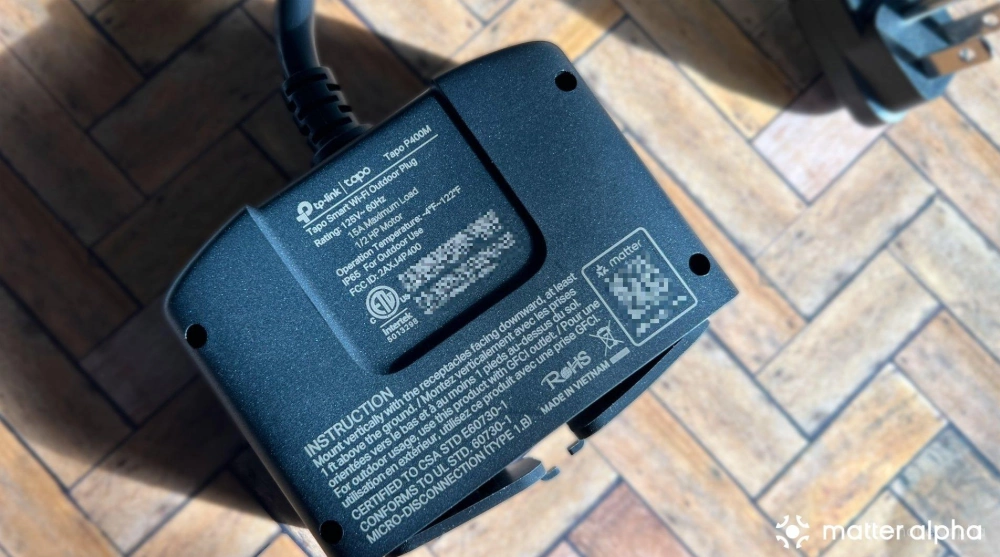 tp-link | tapo Tapo P400M
Tapo Smart Wi-Fi Outdoor Plug
Rating: 125V~ 60Hz
15A Maximum Load
1/2 HP Motor
Operation Temperature: -4°F~122°F
IP65 For Outdoor Use
FCC ID: 2AXJ4P400
C US
Intertek
5013299
matter
INSTRUCTION
Mount vertically with the receptacles facing downward, at least
1 ft above the ground. / Montez verticalement avec les prises
orientées vers le bas et à au moins 1 pieds au-dessus du sol.
For outdoor usage, use this product with GFCI outlet. / Pour une
utilisation en extérieur, utilisez ce produit avec une prise GFCI.
CERTIFIED TO CSA STD E60730-1
CONFORMS TO UL STD. 60730-1
MICRO-DISCONNECTION (TYPE 1.B)
RoHS
MADE IN VIETNAM
matter alpha